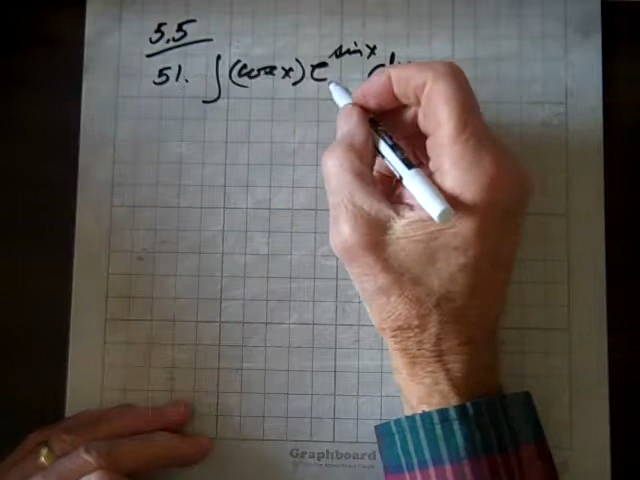 5.5
51. ∫(cos x) e^sin x d
Graphboard